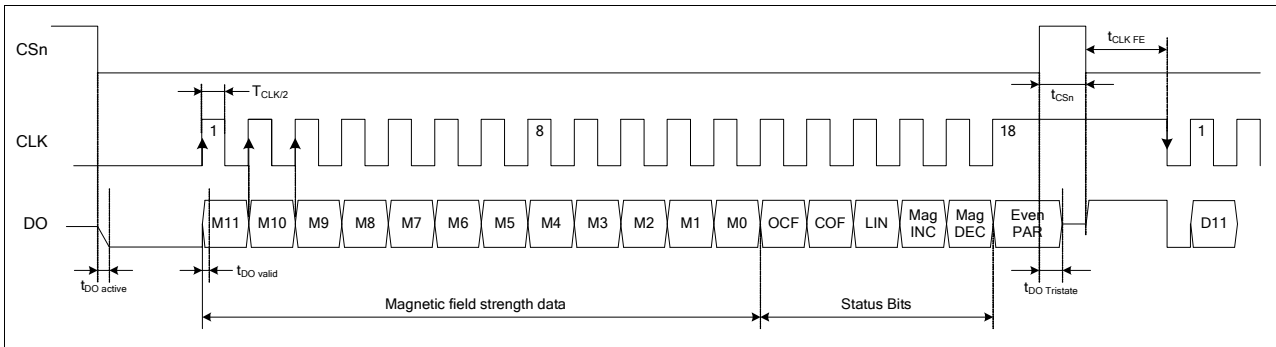 CSn
t_CLK FE
T_CLK/2
t_CSn
CLK
1 8 18 1
DO
M11 M10 M9 M8 M7 M6 M5 M4 M3 M2 M1 M0 OCF COF LIN Mag INC Mag DEC Even PAR D11
t_DO valid
t_DO active
t_DO Tristate
Magnetic field strength data
Status Bits